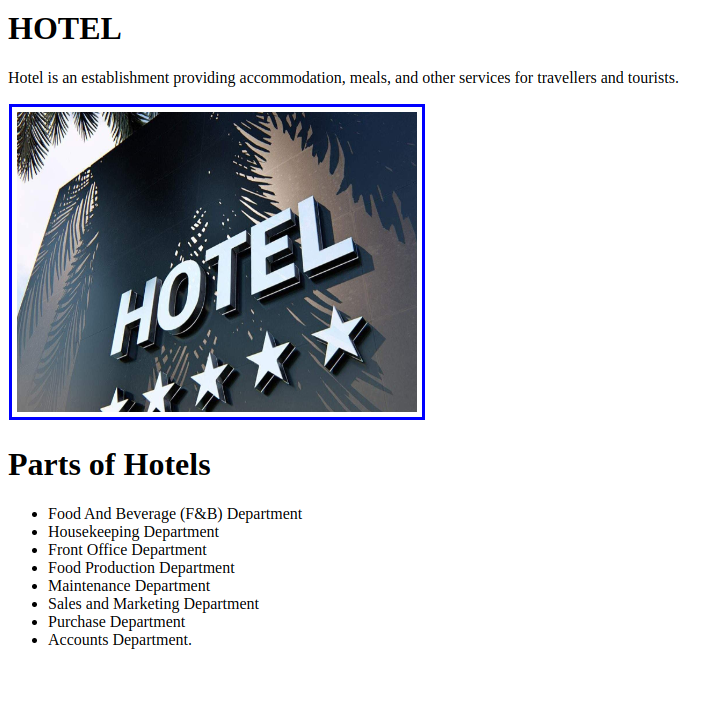 HOTEL
Hotel is an establishment providing accommodation, meals, and other services for travellers and tourists.
HOTEL
Parts of Hotels
Food And Beverage (F&B) Department
Housekeeping Department
Front Office Department
Food Production Department
Maintenance Department
Sales and Marketing Department
Purchase Department
Accounts Department.